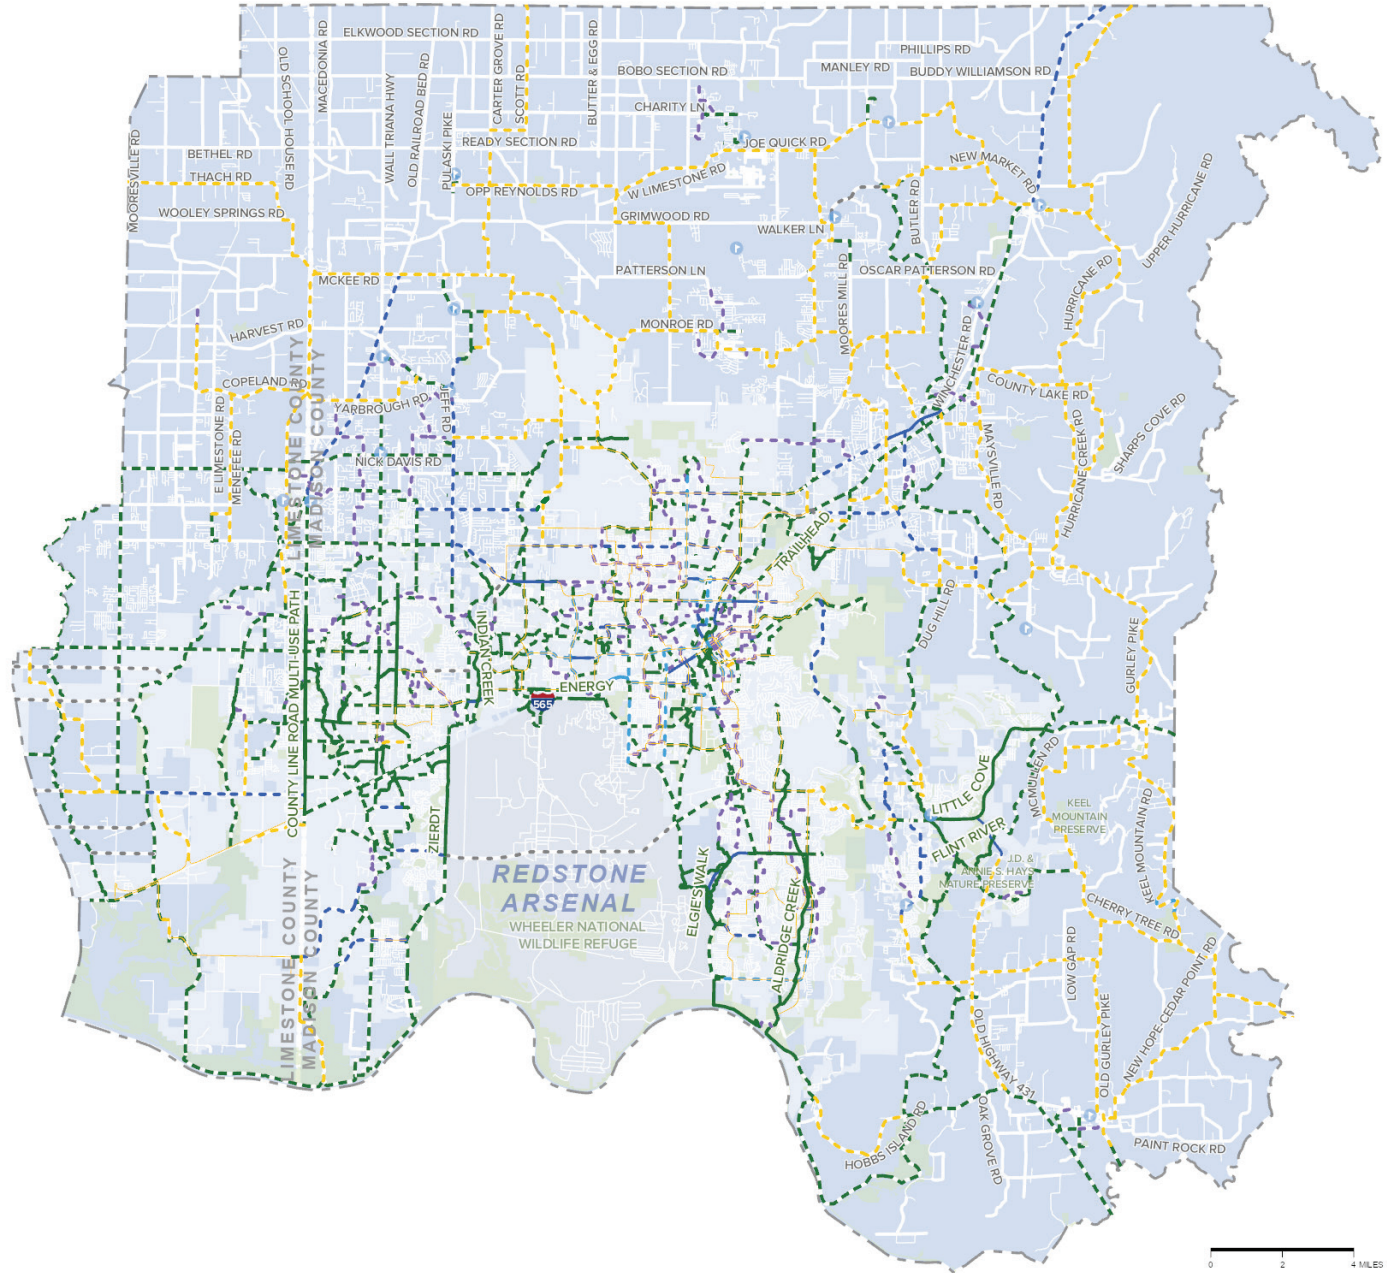 ELKWOOD SECTION RD
PHILLIPS RD
MANLEY RD
BUDDY WILLIAMSON RD
BOBO SECTION RD
CHARITY LN
OLD SCHOOL HOUSE RD
MACEDONIA RD
WALL TRIANA HWY
OLD RAILROAD BED RD
PULASKI PIKE
CARTER GROVE RD
SCOTT RD
BUTTER & EGG RD
MOORESVILLE RD
READY SECTION RD
JOE QUICK RD
BETHEL RD
THACH RD
NEW MARKET RD
OPP REYNOLDS RD
W LIMESTONE RD
WOOLEY SPRINGS RD
GRIMWOOD RD
WALKER LN
BUTLER RD
UPPER HURRICANE RD
MCKEE RD
PATTERSON LN
OSCAR PATTERSON RD
MOORES MILL RD
HURRICANE RD
HARVEST RD
MONROE RD
WINCHESTER RD
COPELAND RD
YARBROUGH RD
JEFF RD
COUNTY LAKE RD
E LIMESTONE RD
MENEFEE RD
LIMESTONE COUNTY
MADISON COUNTY
NICK DAVIS RD
MAYSVILLE RD
HURRICANE CREEK RD
SHARPS COVE RD
TRAILHEAD
DUG HILL RD
GURLEY PIKE
INDIAN CREEK
ENERGY
565
COUNTY LINE ROAD MULTI-USE PATH
ZIERDT
LITTLE COVE
MCMULLEN RD
KEEL
MOUNTAIN
PRESERVE
KEEL MOUNTAIN RD
FLINT RIVER
J.D. &
ANNIE S. HAYS
NATURE PRESERVE
REDSTONE
ARSENAL
WHEELER NATIONAL
WILDLIFE REFUGE
ELGIE'S WALK
ALDRIDGE CREEK
CHERRY TREE RD
LIMESTONE COUNTY
MADISON COUNTY
LOW GAP RD
OLD GURLEY PIKE
NEW HOPE-CEDAR POINT RD
OLD HIGHWAY 431
OAK GROVE RD
HOBBS ISLAND RD
PAINT ROCK RD
0 2 4 MILES